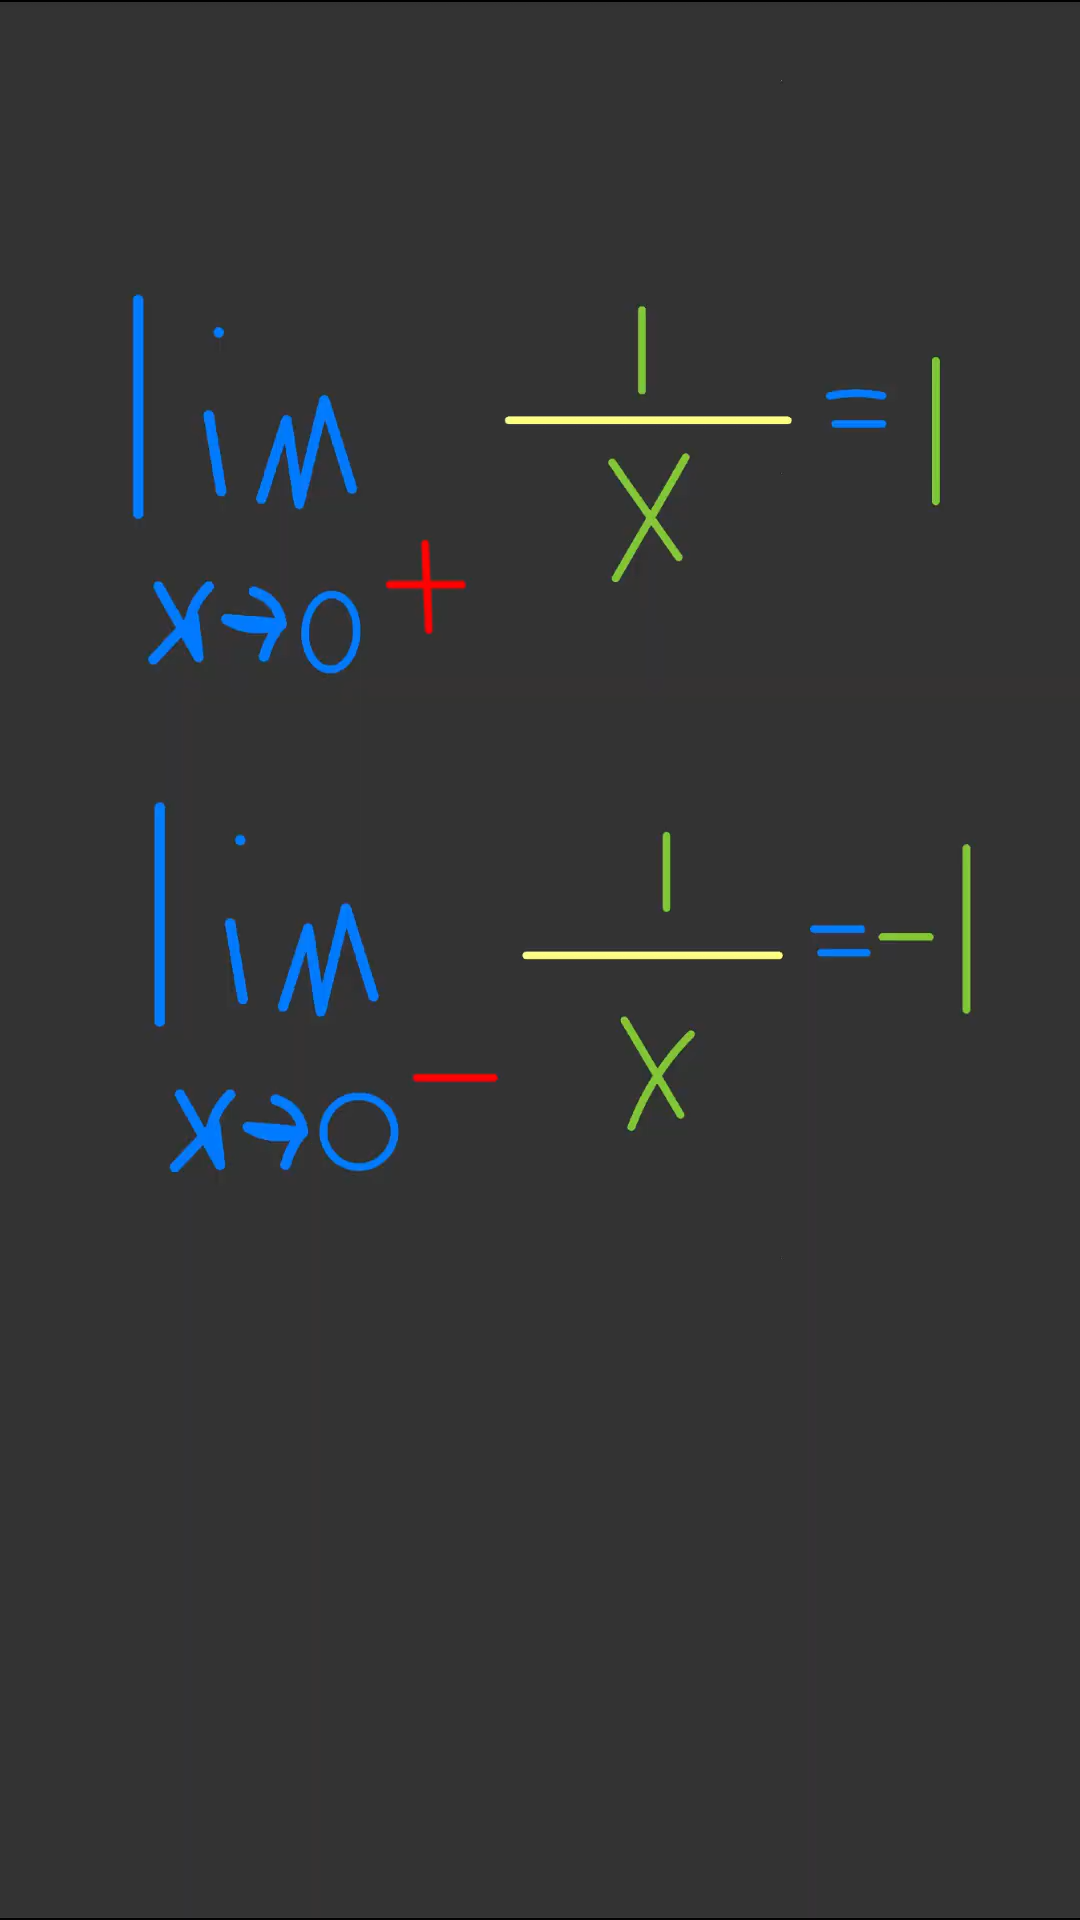 lim 1/x = 1
x→0⁺
lim 1/x = -1
x→0⁻